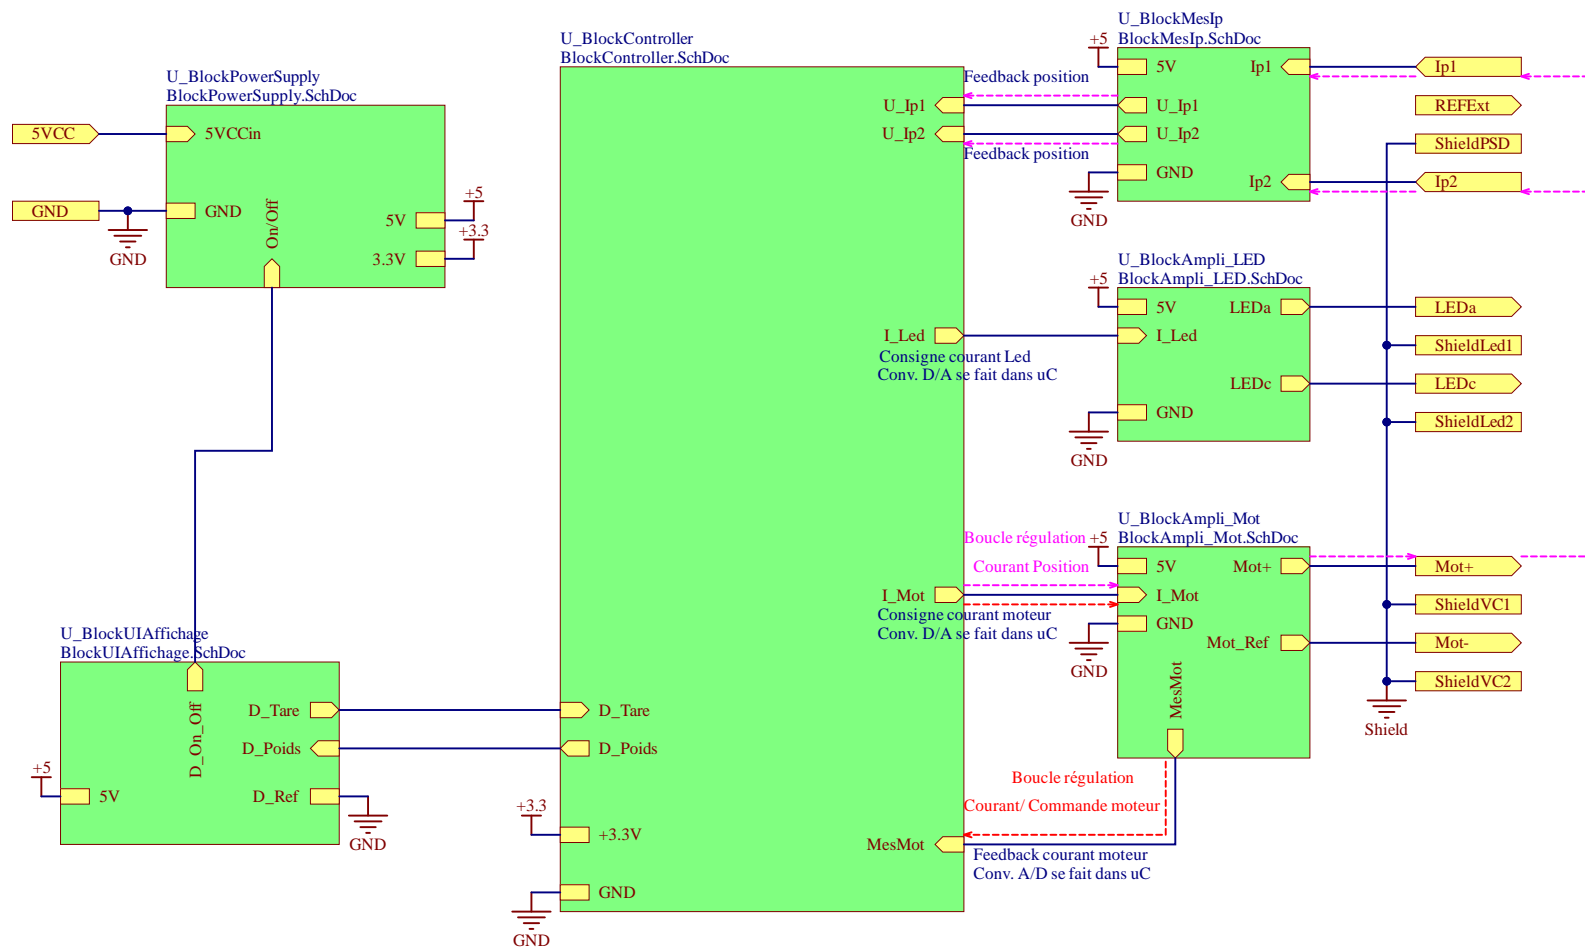 U_BlockPowerSupply
BlockPowerSupply.SchDoc
5VCC
5VCCin
GND
GND
GND
On/Off
5V
+5
3.3V
+3.3
U_BlockUIAffichage
BlockUIAffichage.SchDoc
D_On_Off
D_Tare
D_Poids
D_Ref
GND
+5
5V
U_BlockController
BlockController.SchDoc
U_Ip1
U_Ip2
I_Led
I_Mot
D_Tare
D_Poids
+3.3
+3.3V
GND
GND
MesMot
Feedback position
Feedback position
Consigne courant Led
Conv. D/A se fait dans uC
Boucle régulation
Courant Position
Consigne courant moteur
Conv. D/A se fait dans uC
Boucle régulation
Courant/ Commande moteur
Feedback courant moteur
Conv. A/D se fait dans uC
U_BlockMesIp
BlockMesIp.SchDoc
+5
5V
Ip1
U_Ip1
U_Ip2
GND
Ip2
GND
U_BlockAmpli_LED
BlockAmpli_LED.SchDoc
+5
5V
LEDa
I_Led
LEDc
GND
GND
U_BlockAmpli_Mot
BlockAmpli_Mot.SchDoc
+5
5V
Mot+
I_Mot
GND
Mot_Ref
GND
MesMot
Ip1
REFExt
ShieldPSD
Ip2
LEDa
ShieldLed1
LEDc
ShieldLed2
Mot+
ShieldVC1
Mot-
ShieldVC2
Shield